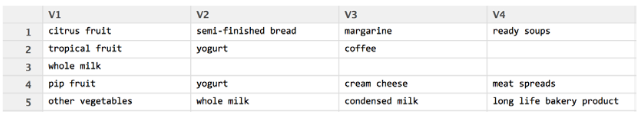 V1 V2 V3 V4
1 citrus fruit semi-finished bread margarine ready soups
2 tropical fruit yogurt coffee
3 whole milk
4 pip fruit yogurt cream cheese meat spreads
5 other vegetables whole milk condensed milk long life bakery product